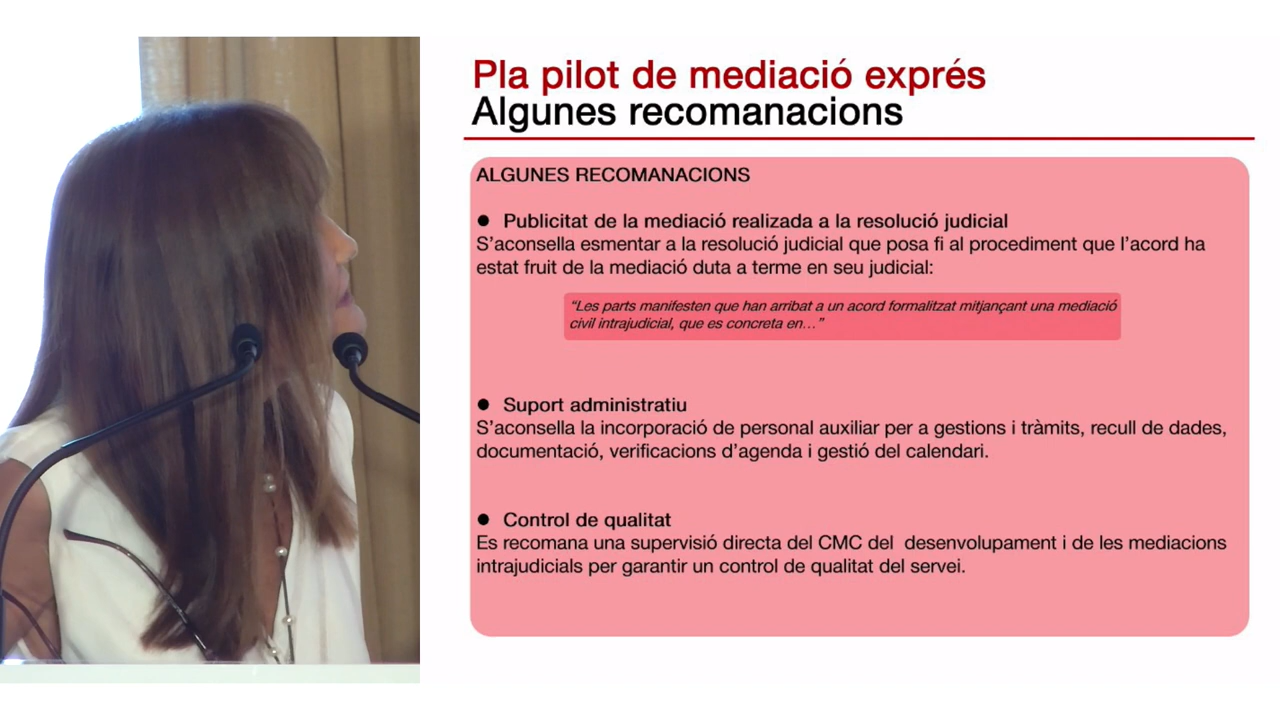 Pla pilot de mediació exprés
Algunes recomanacions
ALGUNES RECOMANACIONS
● Publicitat de la mediació realizada a la resolució judicial
S’aconsella esmentar a la resolució judicial que posa fi al procediment que l’acord ha
estat fruit de la mediació duta a terme en seu judicial:
“Les parts manifesten que han arribat a un acord formalitzat mitjançant una mediació
civil intrajudicial, que es concreta en…”
● Suport administratiu
S’aconsella la incorporació de personal auxiliar per a gestions i tràmits, recull de dades,
documentació, verificacions d’agenda i gestió del calendari.
● Control de qualitat
Es recomana una supervisió directa del CMC del  desenvolupament i de les mediacions
intrajudicials per garantir un control de qualitat del servei.